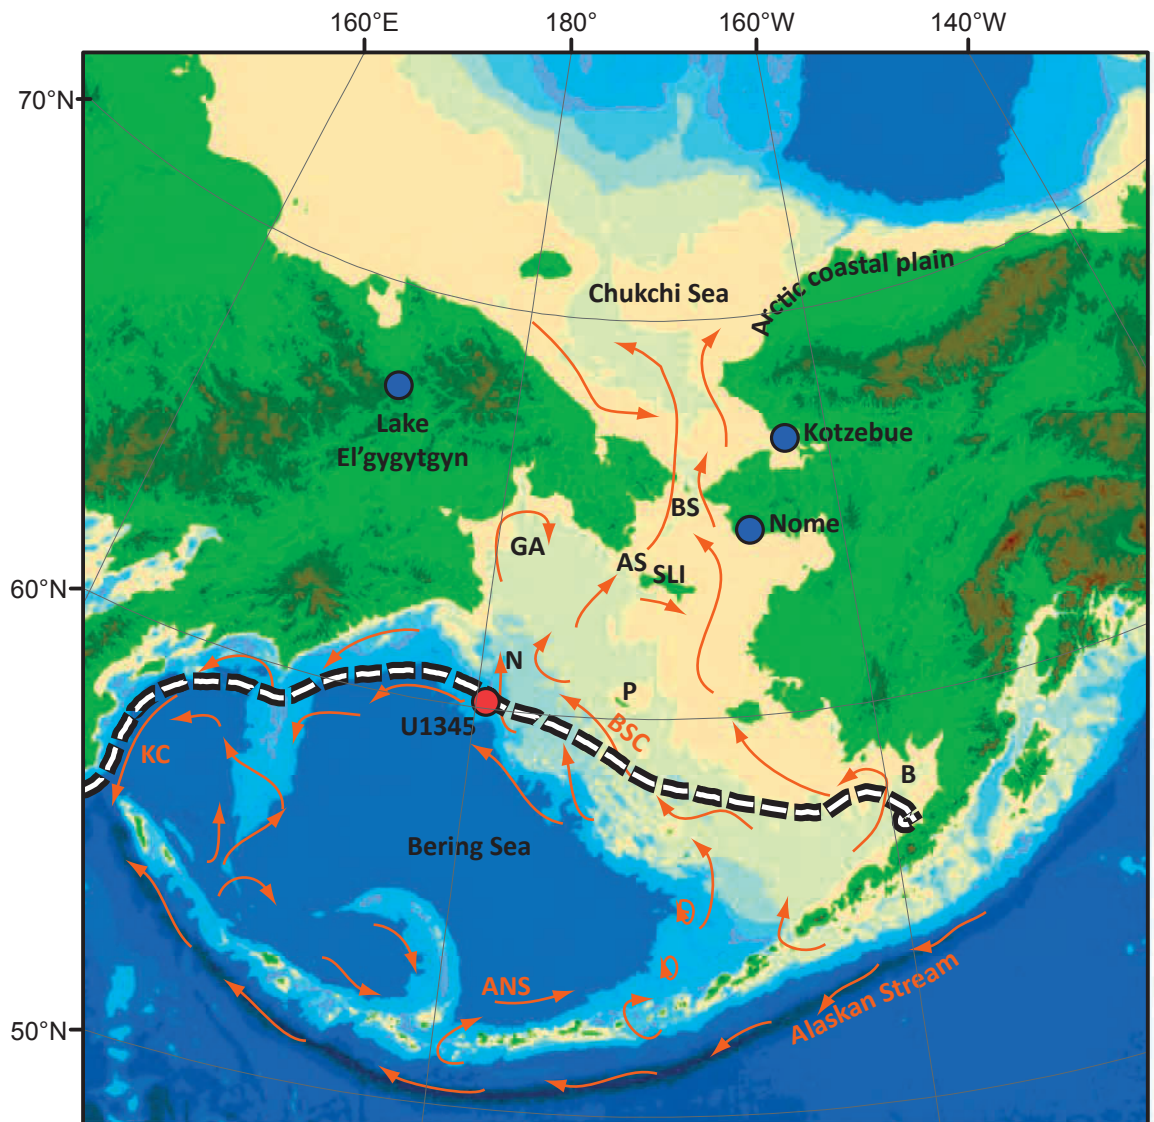 160°E 180° 160°W 140°W
70°N
Chukchi Sea
Arctic coastal plain
Lake
El’gygytgyn
Kotzebue
BS
Nome
GA
AS
SLI
60°N
N
P
U1345
BSC
KC
B
Bering Sea
ANS
Alaskan Stream
50°N